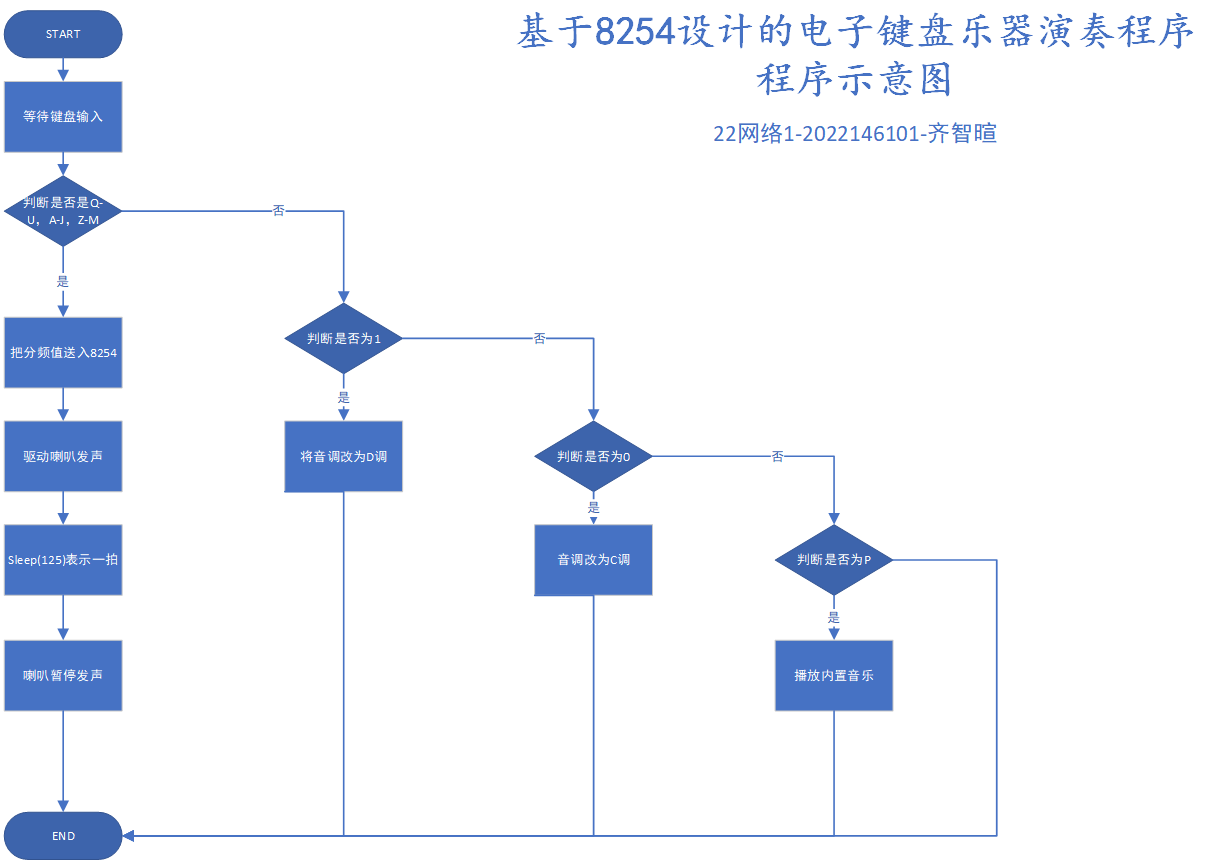 基于8254设计的电子键盘乐器演奏程序
程序示意图
22网络1-2022146101-齐智暄
START
等待键盘输入
判断是否是Q-
U，A-J，Z-M
否
是
把分频值送入8254
驱动喇叭发声
Sleep(125)表示一拍
喇叭暂停发声
判断是否为1
否
是
将音调改为D调
判断是否为0
否
是
音调改为C调
判断是否为P
是
播放内置音乐
END